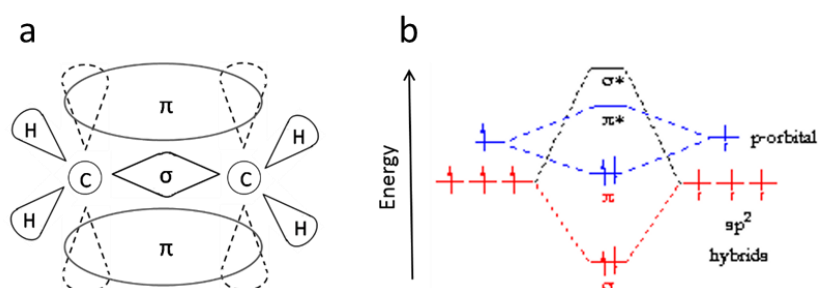 a
π
H
H
C
σ
C
H
H
π
b
Energy
σ*
π*
p-orbital
π
sp²
hybrids
σ